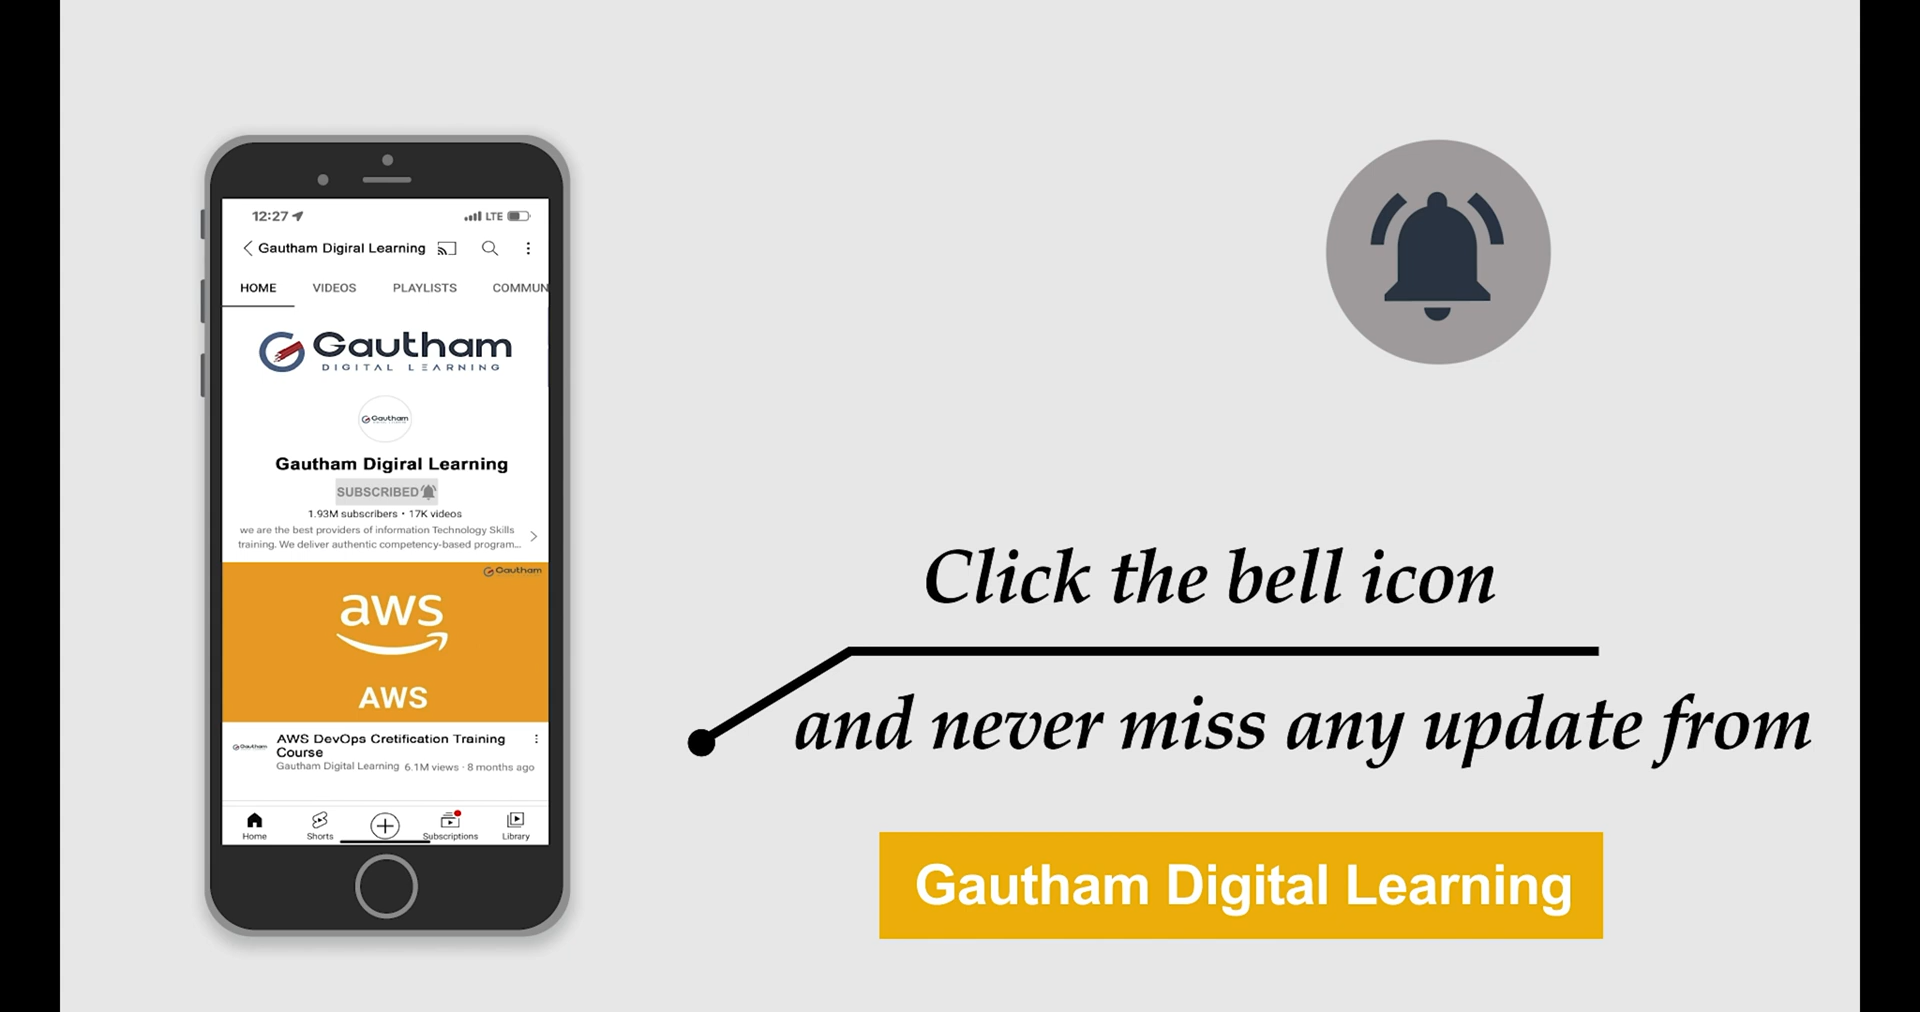 12:27
LTE
Gautham Digiral Learning
HOME VIDEOS PLAYLISTS COMMUN
Gautham
DIGITAL LEARNING
Gautham
Gautham Digiral Learning
SUBSCRIBED
1.93M subscribers • 17K videos
we are the best providers of information Technology Skills
training. We deliver authentic competency-based program...
Gautham
aws
AWS
Gautham
AWS DevOps Cretification Training
Course
Gautham Digital Learning 6.1M views · 8 months ago
Home Shorts Subscriptions Library
Click the bell icon
and never miss any update from
Gautham Digital Learning